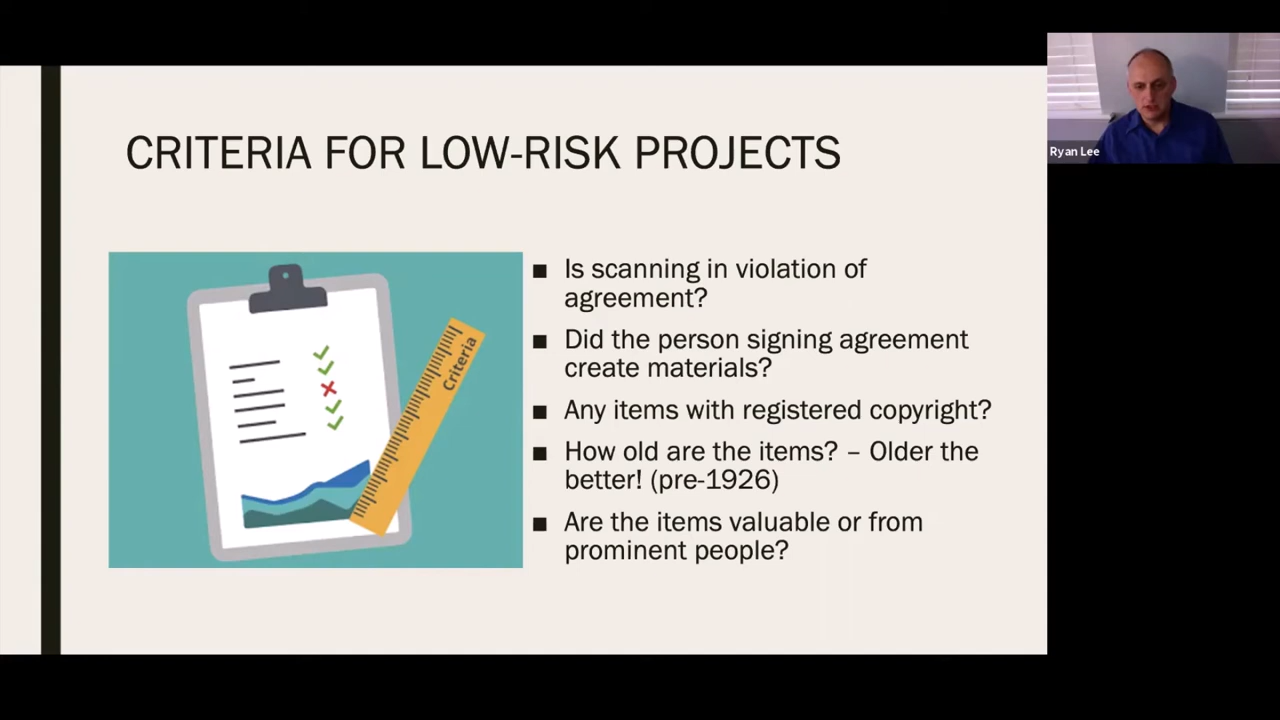 CRITERIA FOR LOW-RISK PROJECTS
Criteria
■ Is scanning in violation of
agreement?
■ Did the person signing agreement
create materials?
■ Any items with registered copyright?
■ How old are the items? – Older the
better! (pre-1926)
■ Are the items valuable or from
prominent people?
Ryan Lee